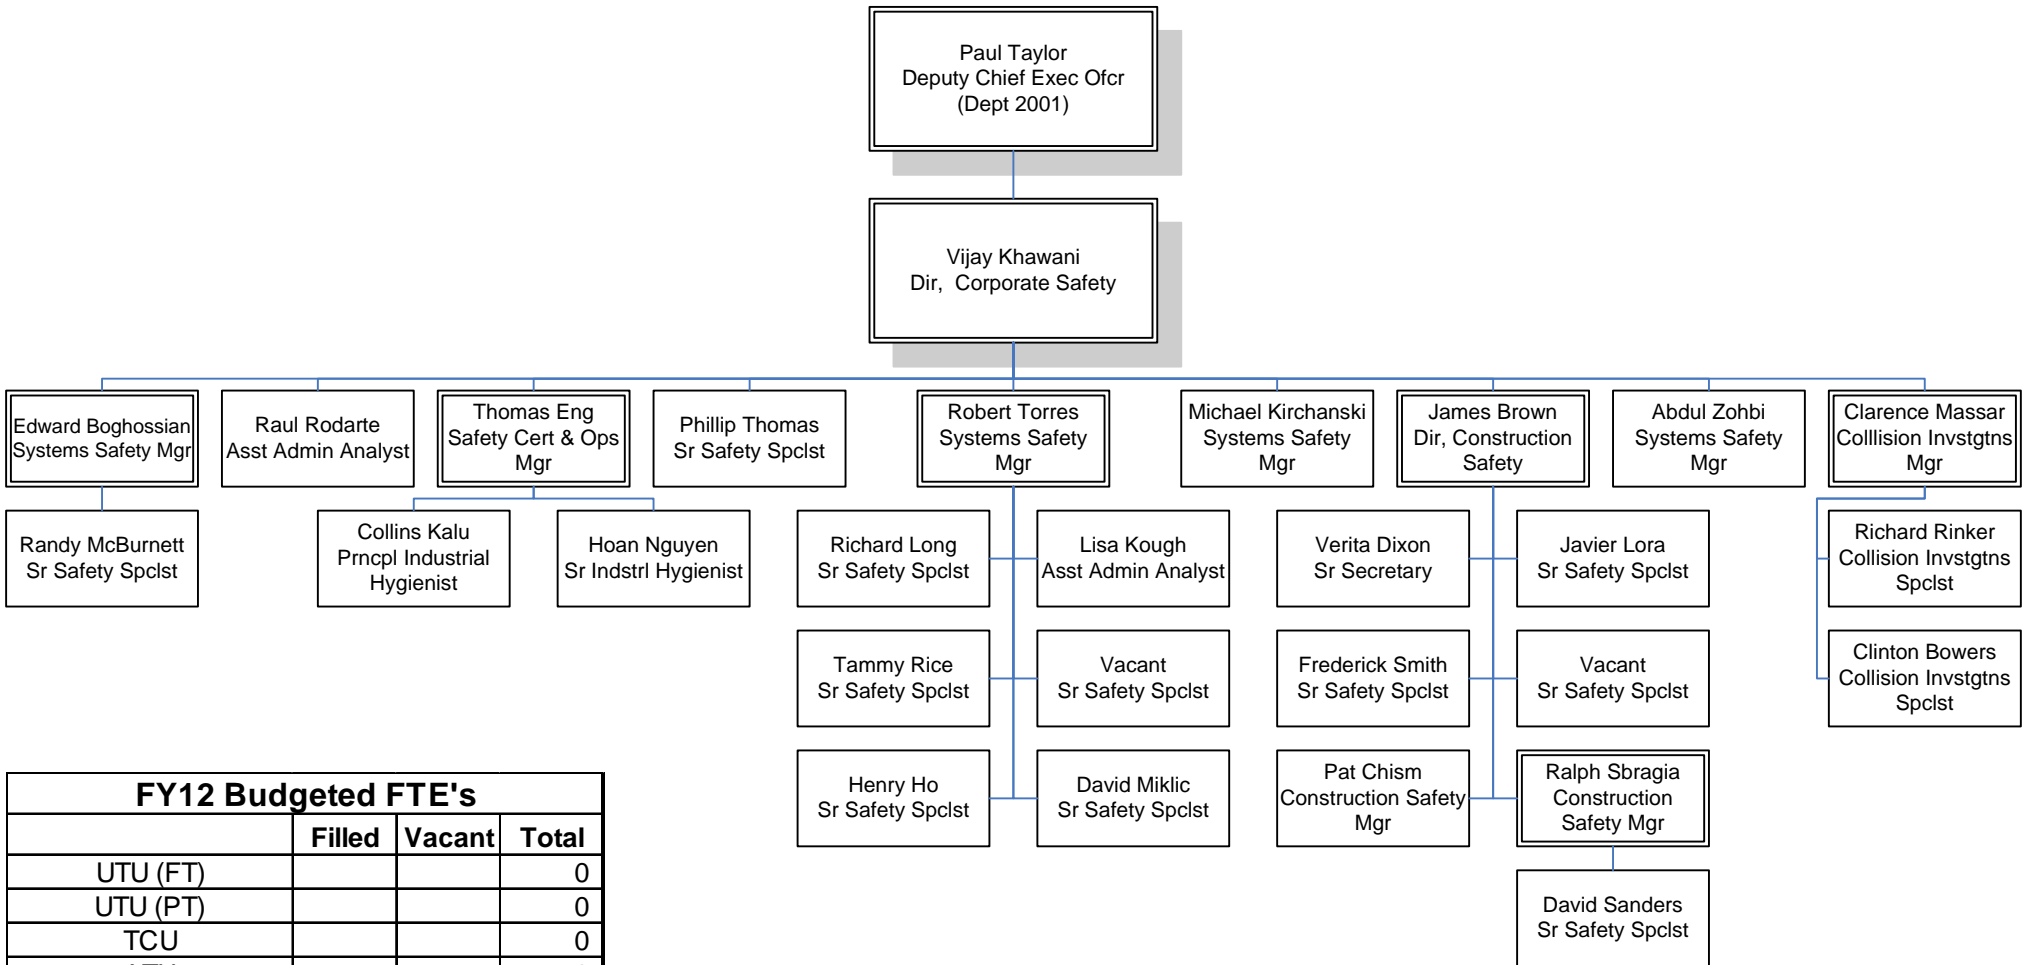 Paul Taylor
Deputy Chief Exec Ofcr
(Dept 2001)
Vijay Khawani
Dir, Corporate Safety
Edward Boghossian
Systems Safety Mgr
Raul Rodarte
Asst Admin Analyst
Thomas Eng
Safety Cert & Ops
Mgr
Phillip Thomas
Sr Safety Spclst
Robert Torres
Systems Safety
Mgr
Michael Kirchanski
Systems Safety
Mgr
James Brown
Dir, Construction
Safety
Abdul Zohbi
Systems Safety
Mgr
Clarence Massar
Colllision Invstgtns
Mgr
Randy McBurnett
Sr Safety Spclst
Collins Kalu
Prncpl Industrial
Hygienist
Hoan Nguyen
Sr Indstrl Hygienist
Richard Long
Sr Safety Spclst
Lisa Kough
Asst Admin Analyst
Verita Dixon
Sr Secretary
Javier Lora
Sr Safety Spclst
Richard Rinker
Collision Invstgtns
Spclst
Tammy Rice
Sr Safety Spclst
Vacant
Sr Safety Spclst
Frederick Smith
Sr Safety Spclst
Vacant
Sr Safety Spclst
Clinton Bowers
Collision Invstgtns
Spclst
Henry Ho
Sr Safety Spclst
David Miklic
Sr Safety Spclst
Pat Chism
Construction Safety
Mgr
Ralph Sbragia
Construction
Safety Mgr
David Sanders
Sr Safety Spclst
FY12 Budgeted FTE's
Filled Vacant Total
UTU (FT) 0
UTU (PT) 0
TCU 0